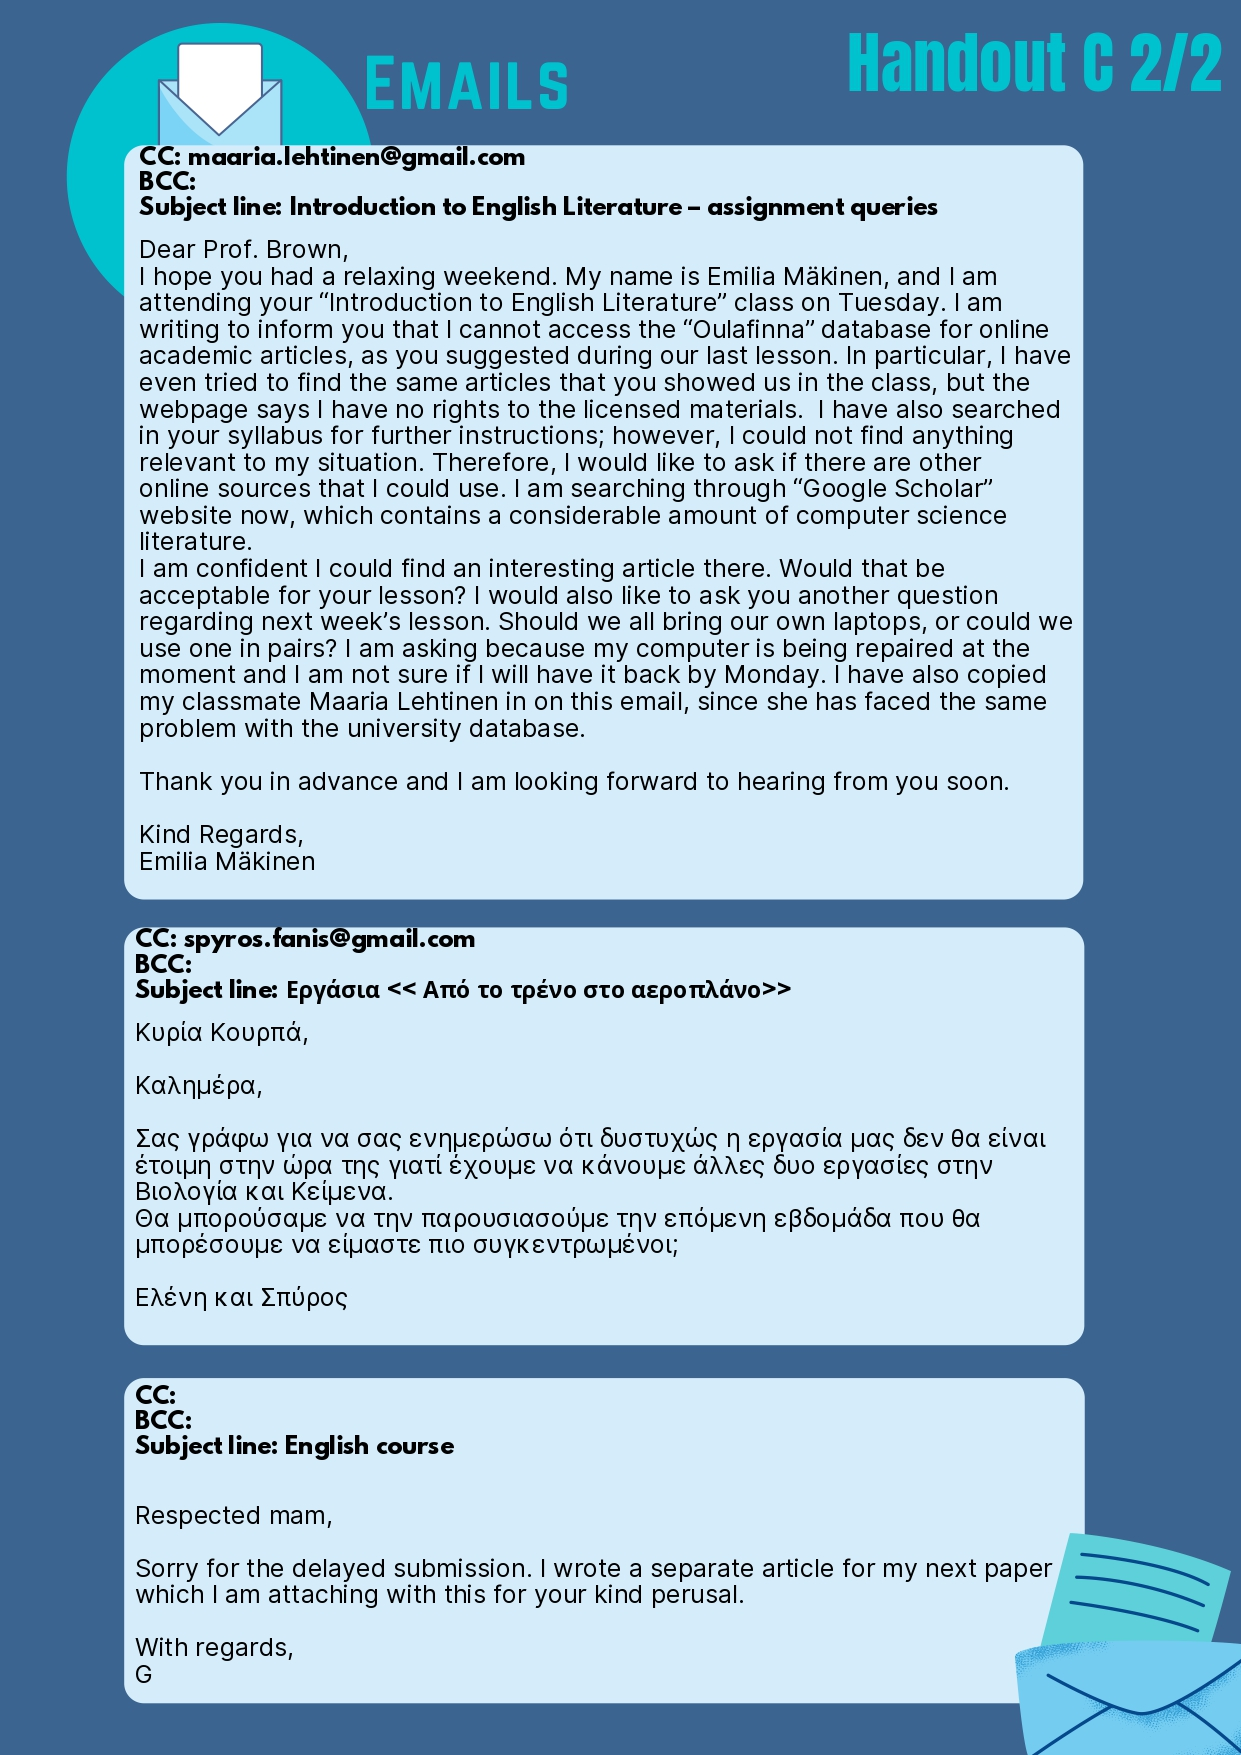 Emails
Handout C 2/2
CC: maaria.lehtinen@gmail.com
BCC:
Subject line: Introduction to English Literature – assignment queries
Dear Prof. Brown,
I hope you had a relaxing weekend. My name is Emilia Mäkinen, and I am
attending your “Introduction to English Literature” class on Tuesday. I am
writing to inform you that I cannot access the “Oulafinna” database for online
academic articles, as you suggested during our last lesson. In particular, I have
even tried to find the same articles that you showed us in the class, but the
webpage says I have no rights to the licensed materials.  I have also searched
in your syllabus for further instructions; however, I could not find anything
relevant to my situation. Therefore, I would like to ask if there are other
online sources that I could use. I am searching through “Google Scholar”
website now, which contains a considerable amount of computer science
literature.
I am confident I could find an interesting article there. Would that be
acceptable for your lesson? I would also like to ask you another question
regarding next week’s lesson. Should we all bring our own laptops, or could we
use one in pairs? I am asking because my computer is being repaired at the
moment and I am not sure if I will have it back by Monday. I have also copied
my classmate Maaria Lehtinen in on this email, since she has faced the same
problem with the university database.
Thank you in advance and I am looking forward to hearing from you soon.
Kind Regards,
Emilia Mäkinen
CC: spyros.fanis@gmail.com
BCC:
Subject line: Εργάσια << Από το τρένο στο αεροπλάνο>>
Κυρία Κουρπά,
Καλημέρα,
Σας γράφω για να σας ενημερώσω ότι δυστυχώς η εργασία μας δεν θα είναι
έτοιμη στην ώρα της γιατί έχουμε να κάνουμε άλλες δυο εργασίες στην
Βιολογία και Κείμενα.
Θα μπορούσαμε να την παρουσιασούμε την επόμενη εβδομάδα που θα
μπορέσουμε να είμαστε πιο συγκεντρωμένοι;
Ελένη και Σπύρος
CC:
BCC:
Subject line: English course
Respected mam,
Sorry for the delayed submission. I wrote a separate article for my next paper
which I am attaching with this for your kind perusal.
With regards,
G